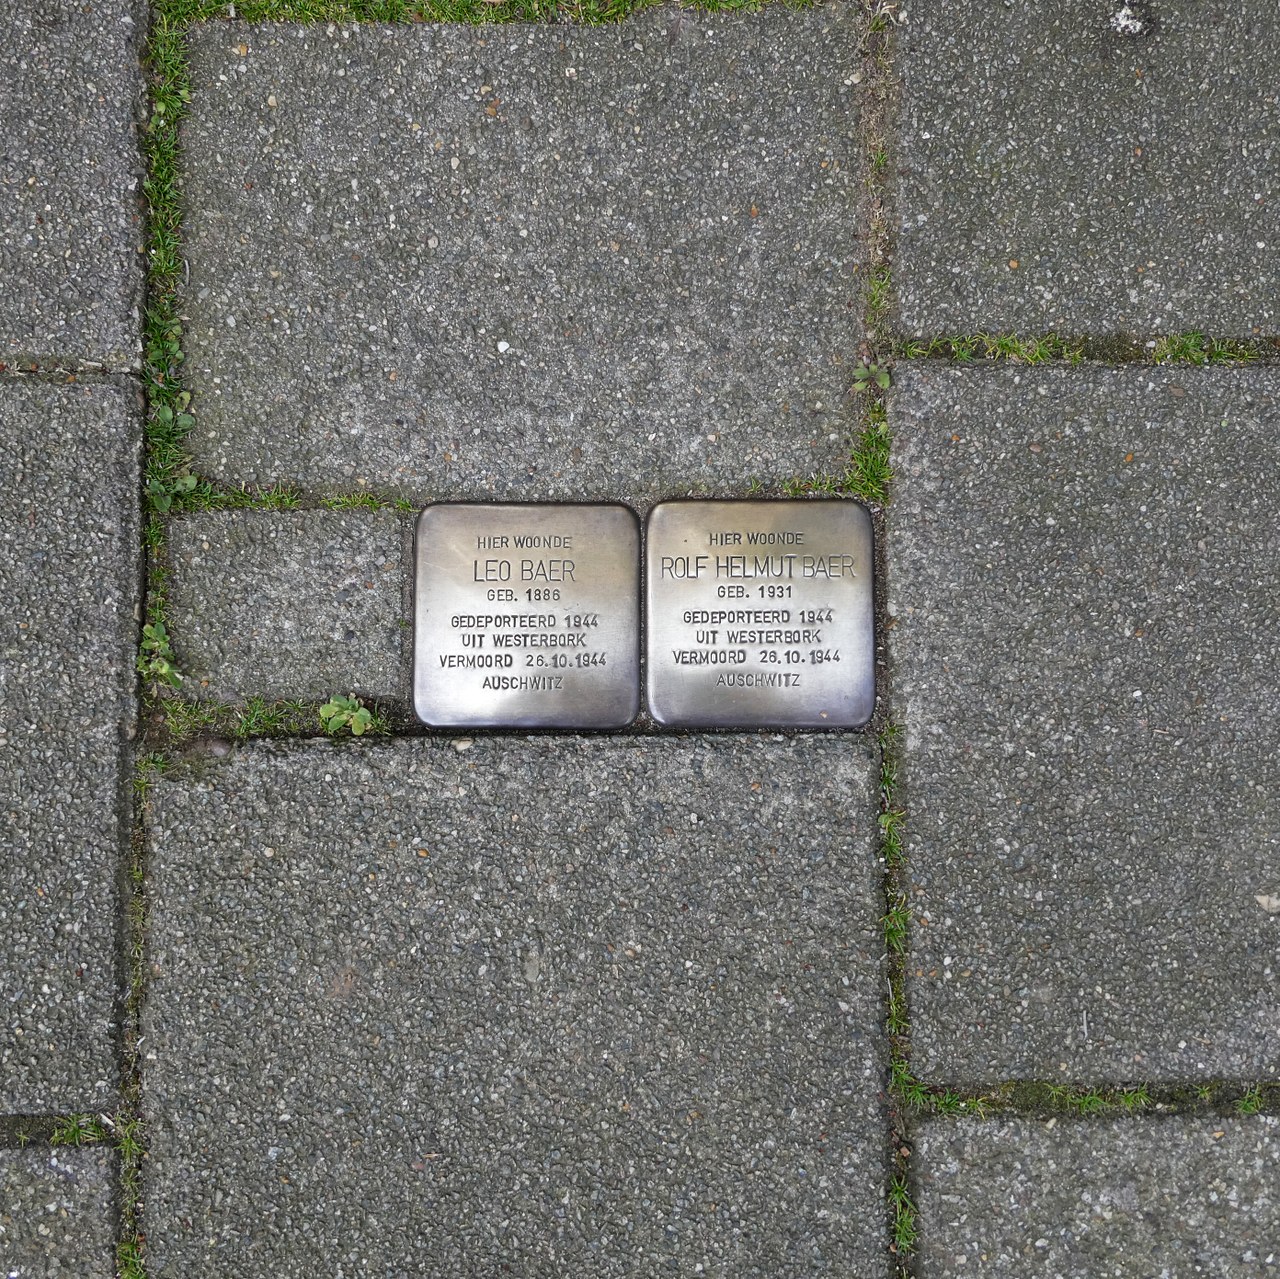 HIER WOONDE
LEO BAER
GEB. 1886
GEDEPORTEERD 1944
UIT WESTERBORK
VERMOORD 26.10.1944
AUSCHWITZ
HIER WOONDE
ROLF HELMUT BAER
GEB. 1931
GEDEPORTEERD 1944
UIT WESTERBORK
VERMOORD 26.10.1944
AUSCHWITZ